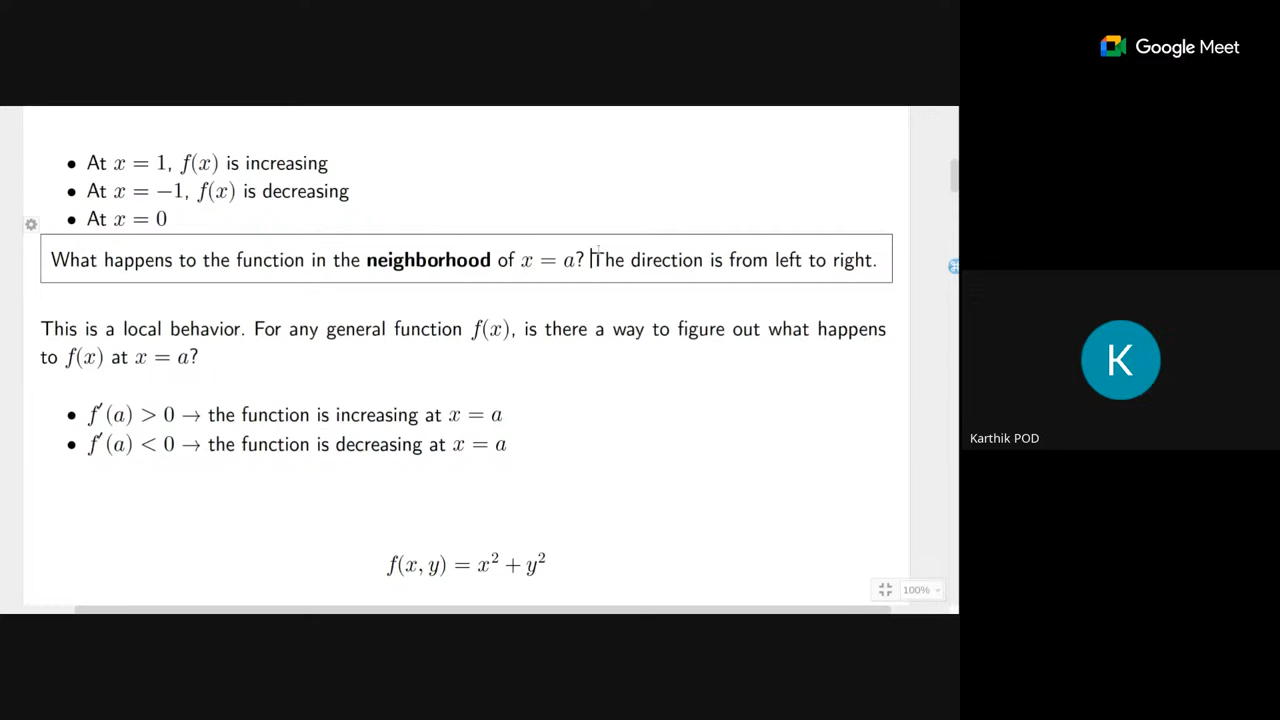 Google Meet
• At x = 1, f(x) is increasing
• At x = −1, f(x) is decreasing
• At x = 0
What happens to the function in the neighborhood of x = a? The direction is from left to right.
This is a local behavior. For any general function f(x), is there a way to figure out what happens
to f(x) at x = a?
• f′(a) > 0 → the function is increasing at x = a
• f′(a) < 0 → the function is decreasing at x = a
f(x, y) = x² + y²
100%
K
Karthik POD